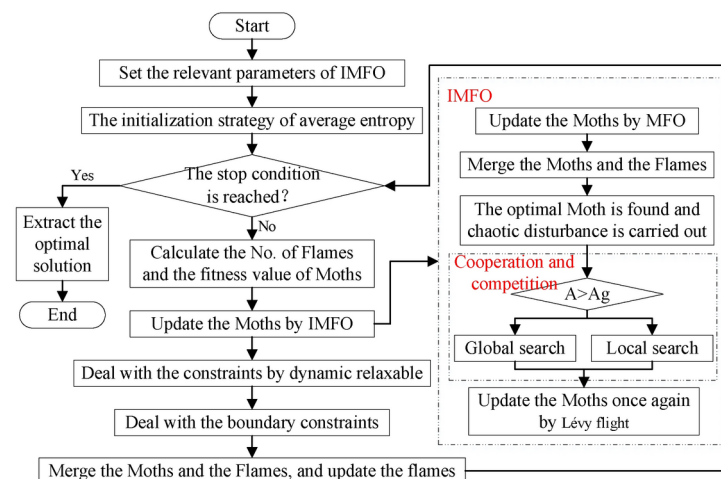 Start
Set the relevant parameters of IMFO
The initialization strategy of average entropy
The stop condition
is reached?
Yes
No
Extract the
optimal
solution
End
Calculate the No. of Flames
and the fitness value of Moths
Update the Moths by IMFO
Deal with the constraints by dynamic relaxable
Deal with the boundary constraints
Merge the Moths and the Flames, and update the flames
IMFO
Update the Moths by MFO
Merge the Moths and the Flames
The optimal Moth is found and
chaotic disturbance is carried out
Cooperation and
competition
A>Ag
Global search
Local search
Update the Moths once again
by Lévy flight